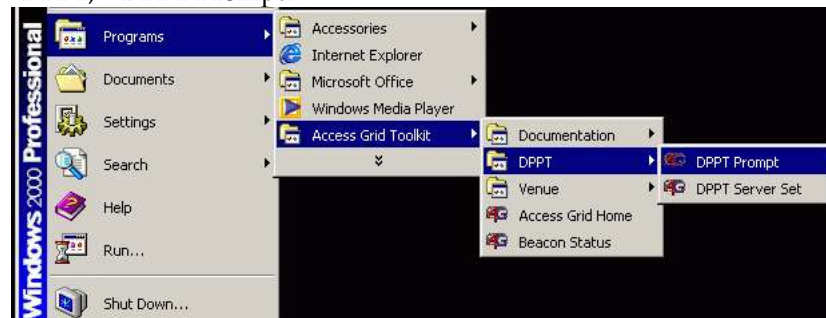 Windows 2000 Professional
Programs
Documents
Settings
Search
Help
Run...
Shut Down...
Accessories
Internet Explorer
Microsoft Office
Windows Media Player
Access Grid Toolkit
Documentation
DPPT
Venue
Access Grid Home
Beacon Status
DPPT Prompt
DPPT Server Set